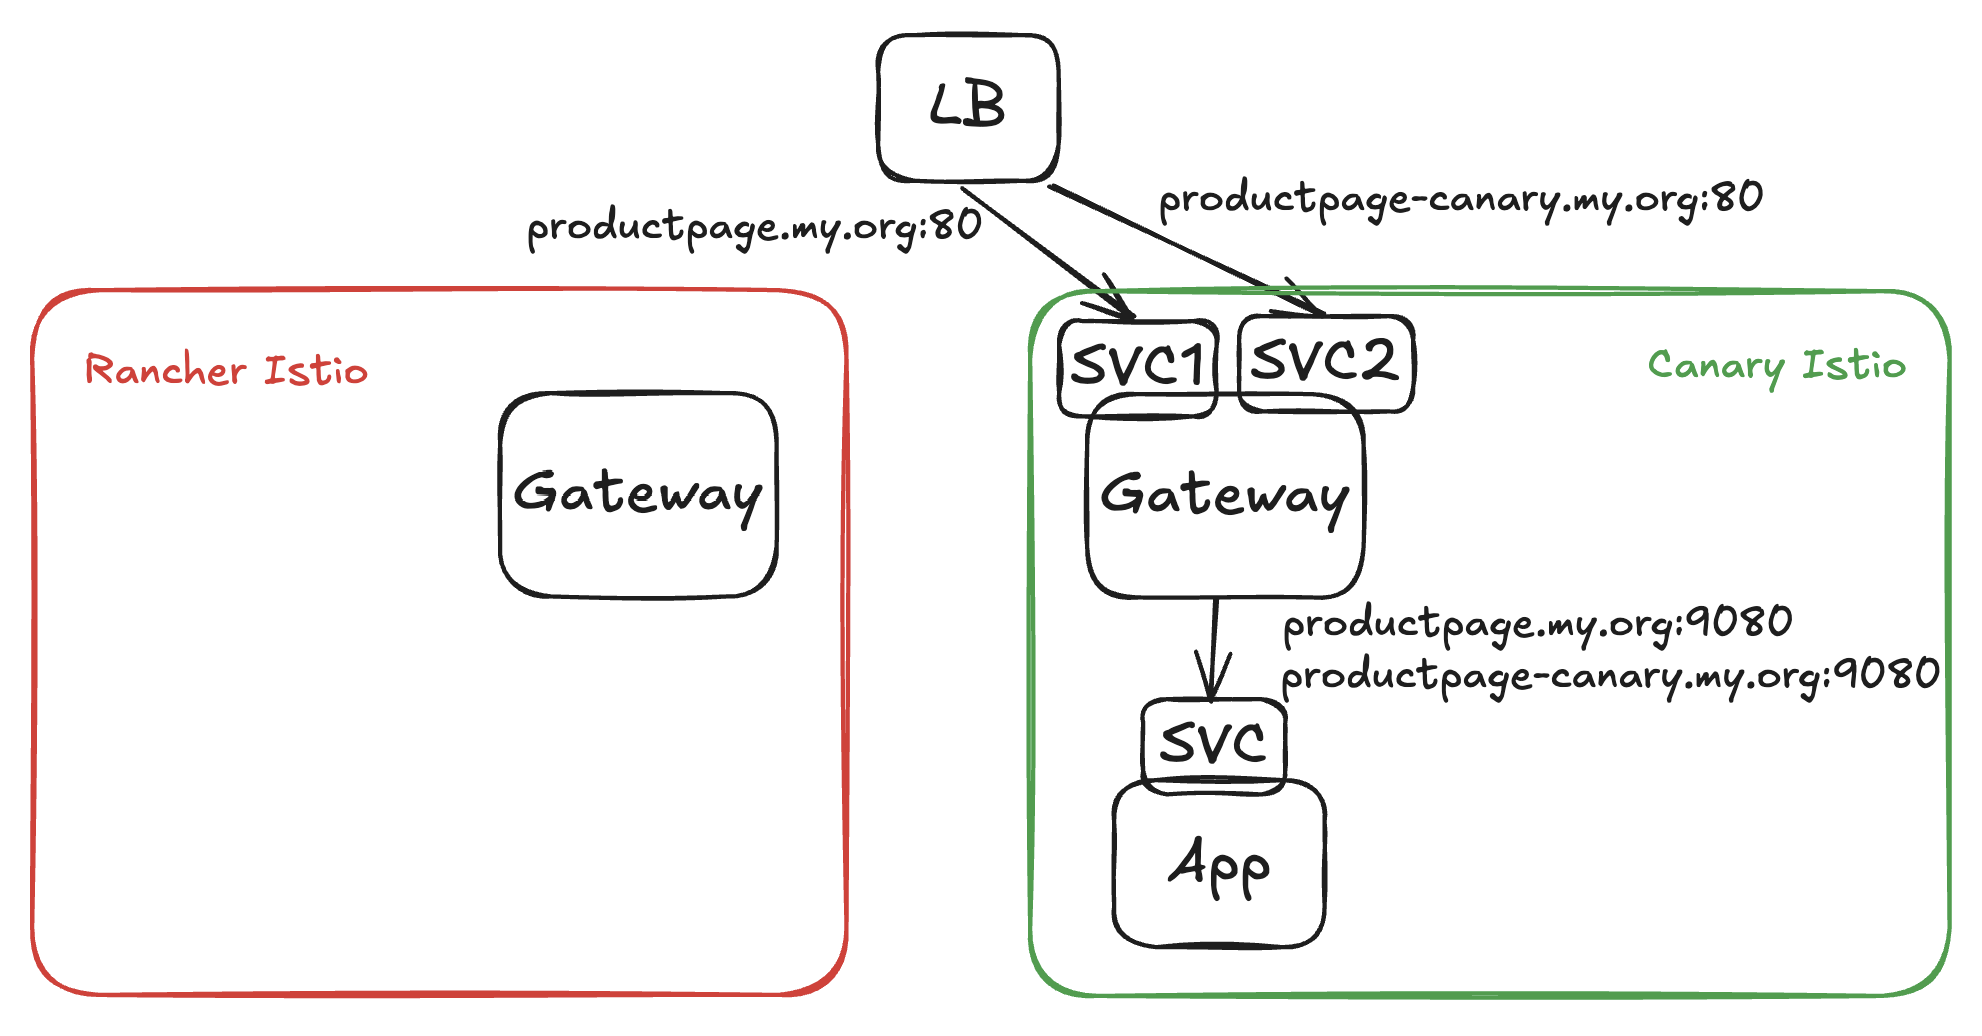 LB
productpage.my.org:80
productpage-canary.my.org:80
Rancher Istio
Gateway
SVC1
SVC2
Canary Istio
Gateway
productpage.my.org:9080
productpage-canary.my.org:9080
SVC
App